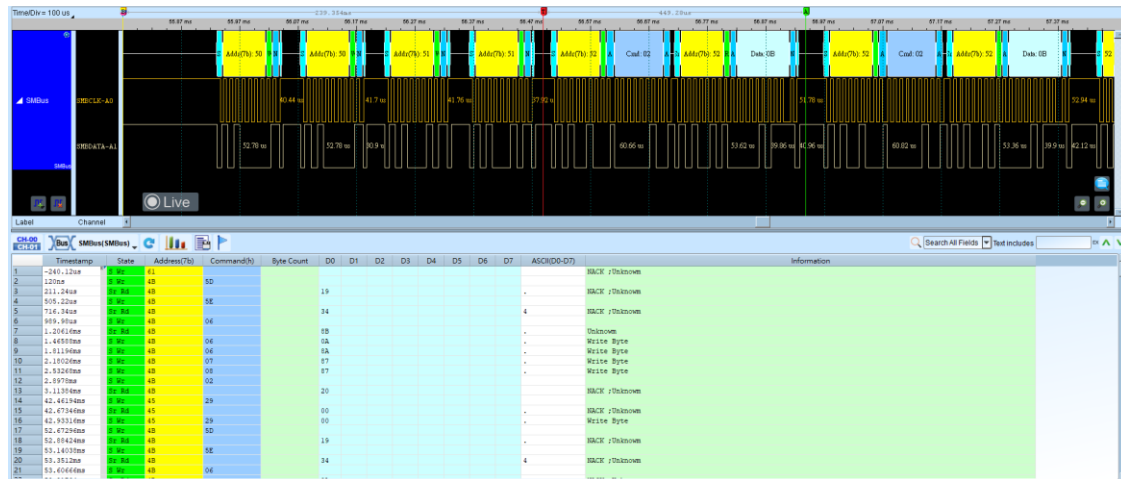 Time/Div = 100 us
239.384ms
443.28us
Addr(7b): 50
Addr(7b): 50
Addr(7b): 51
Addr(7b): 51
Addr(7b): 52 A Cmd: 02 A Addr(7b): 52 A Data: 0B
Addr(7b): 52 A Cmd: 02 A Addr(7b): 52 A Data: 0B
52
SMBus SMBCLK-A0 40.44 us 41.7 us 41.76 us 37.92 u 51.78 us 52.94 us
SMBDATA-A1 52.78 us 52.78 us 30.9 u 60.66 us 53.62 us 39.06 us 40.96 us 60.82 us 53.36 us 39.9 us 42.12 us
SMBus
Live
Label Channel
CH-00
CH-01
Bus SMBus(SMBus) Search All Fields Text includes
Timestamp State Address(7b) Command(h) Byte Count D0 D1 D2 D3 D4 D5 D6 D7 ASCII(D0-D7) Information
1 -240.12us S Wr 61 NACK ;Unknown
2 120ns S Wr 4B 5D
3 211.24us Sr Rd 4B 19 . NACK ;Unknown
4 505.22us S Wr 4B 5E
5 716.34us Sr Rd 4B 34 4 NACK ;Unknown
6 989.98us S Wr 4B 06
7 1.20616ms Sr Rd 4B 8B . Unknown
8 1.46588ms S Wr 4B 06 0A . Write Byte
9 1.81196ms S Wr 4B 06 8A . Write Byte
10 2.18026ms S Wr 4B 07 87 . Write Byte
11 2.53268ms S Wr 4B 08 87 . Write Byte
12 2.8978ms S Wr 4B 02
13 3.11384ms Sr Rd 4B 20 NACK ;Unknown
14 42.46194ms S Wr 45 29
15 42.67346ms Sr Rd 45 00 . NACK ;Unknown
16 42.93316ms S Wr 45 29 00 . Write Byte
17 52.67296ms S Wr 4B 5D
18 52.88424ms Sr Rd 4B 19 . NACK ;Unknown
19 53.14038ms S Wr 4B 5E
20 53.3512ms Sr Rd 4B 34 4 NACK ;Unknown
21 53.60666ms S Wr 4B 06